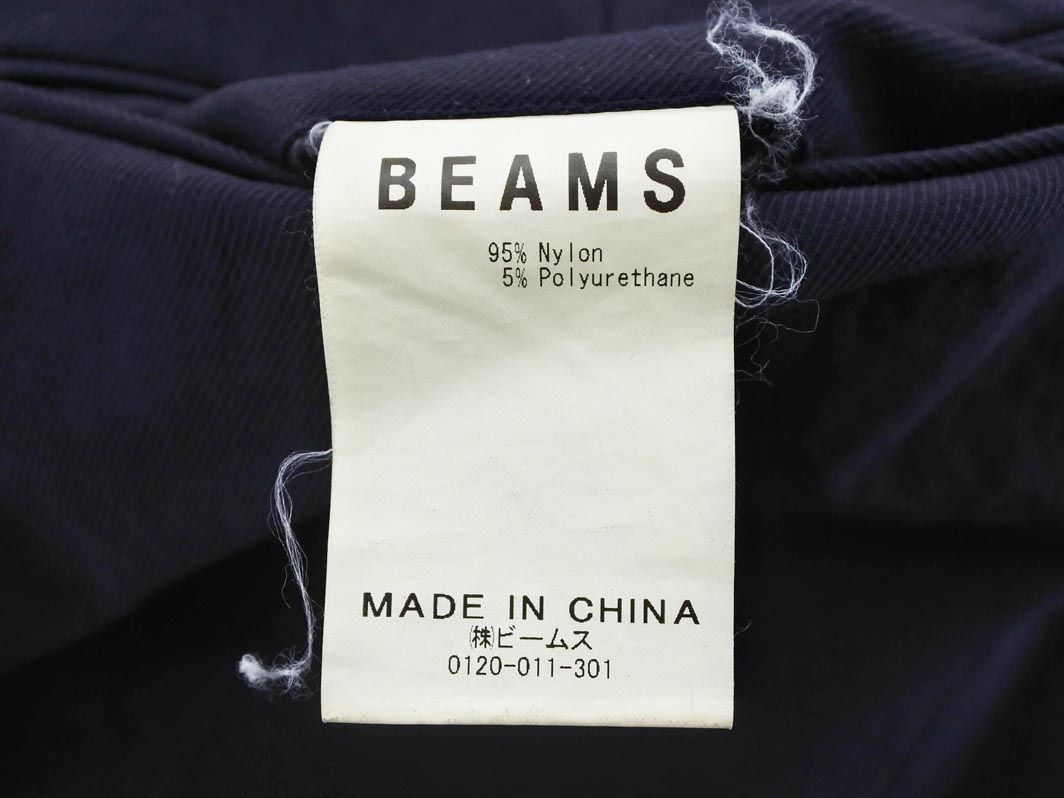 BEAMS
95% Nylon
5% Polyurethane
MADE IN CHINA
㈱ビームス
0120-011-301